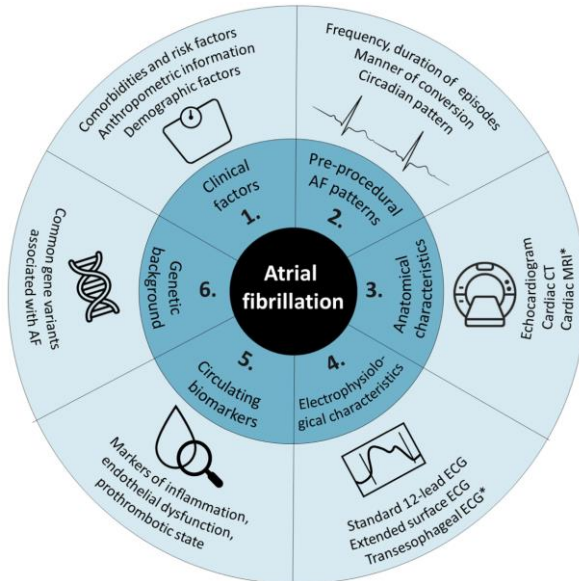 Atrial
fibrillation
1.
Clinical
factors
Comorbidities and risk factors
Anthropometric information
Demographic factors
2.
Pre-procedural
AF patterns
Frequency, duration of episodes
Manner of conversion
Circadian pattern
3.
Anatomical
characteristics
Echocardiogram
Cardiac CT
Cardiac MRI*
4.
Electrophysiolo-
gical characteristics
Standard 12-lead ECG
Extended surface ECG
Transesophageal ECG*
5.
Circulating
biomarkers
Markers of inflammation,
endothelial dysfunction,
prothrombotic state
6.
Genetic
background
Common gene variants
associated with AF